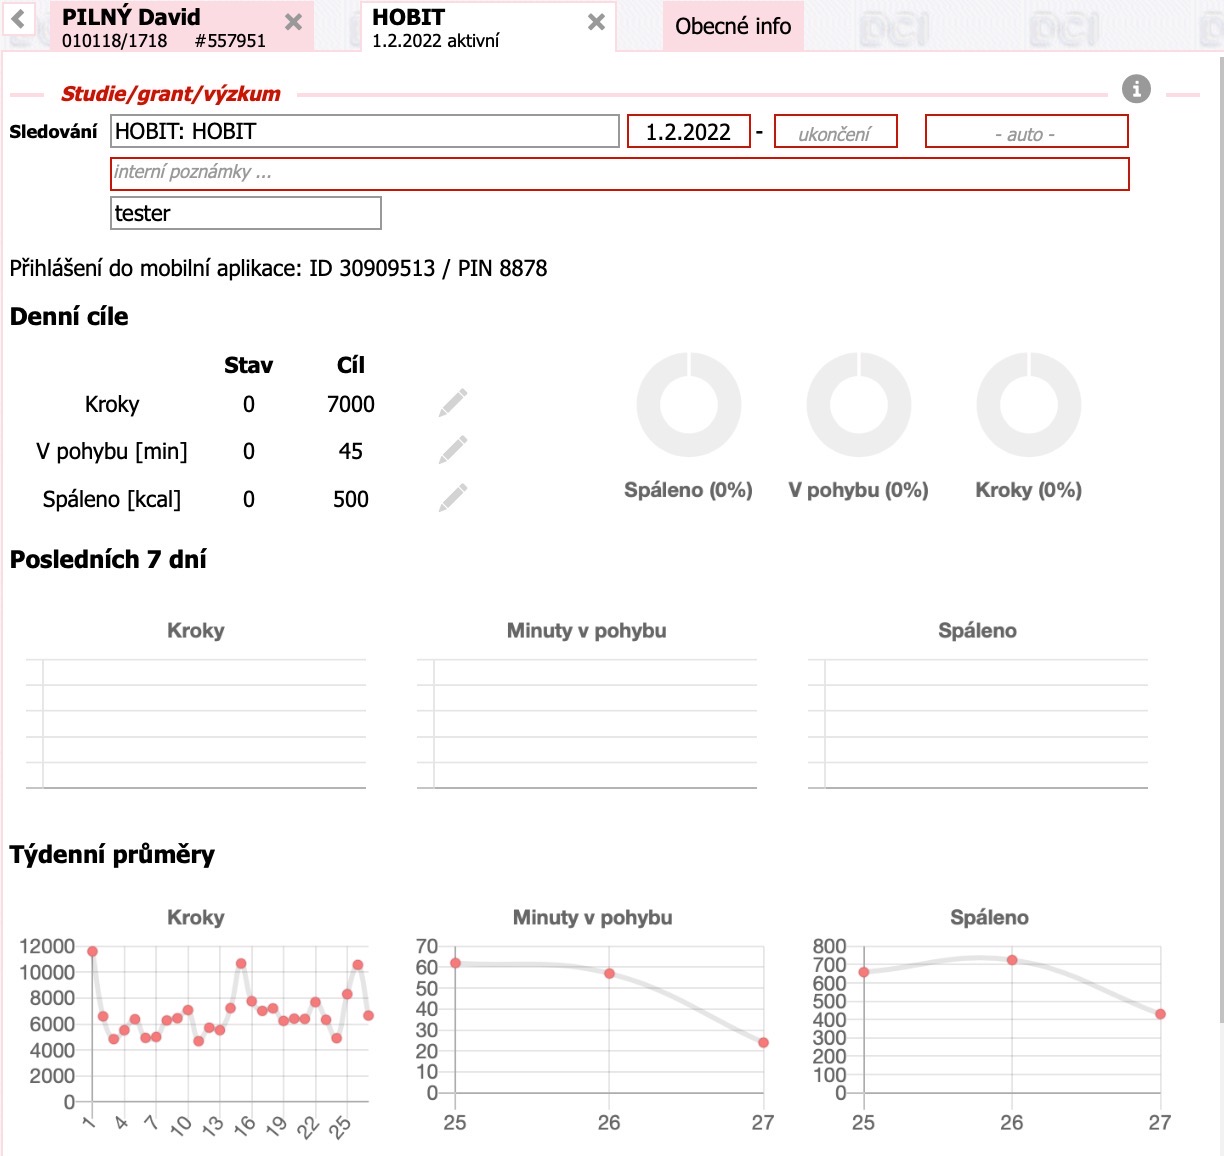 PILNÝ David
010118/1718 #557951
HOBIT
1.2.2022 aktivní
Obecné info
DCI DCI
Studie/grant/výzkum
Sledování HOBIT: HOBIT 1.2.2022 - ukončení - auto -
interní poznámky ...
tester
Přihlášení do mobilní aplikace: ID 30909513 / PIN 8878
Denní cíle
Stav Cíl
Kroky 0 7000
V pohybu [min] 0 45
Spáleno [kcal] 0 500
Spáleno (0%) V pohybu (0%) Kroky (0%)
Posledních 7 dní
Kroky Minuty v pohybu Spáleno
Týdenní průměry
Kroky
12000
10000
8000
6000
4000
2000
0
1 4 7 10 13 16 19 22 25
Minuty v pohybu
70
60
50
40
30
20
10
0
25 26 27
Spáleno
800
700
600
500
400
300
200
100
0
25 26 27